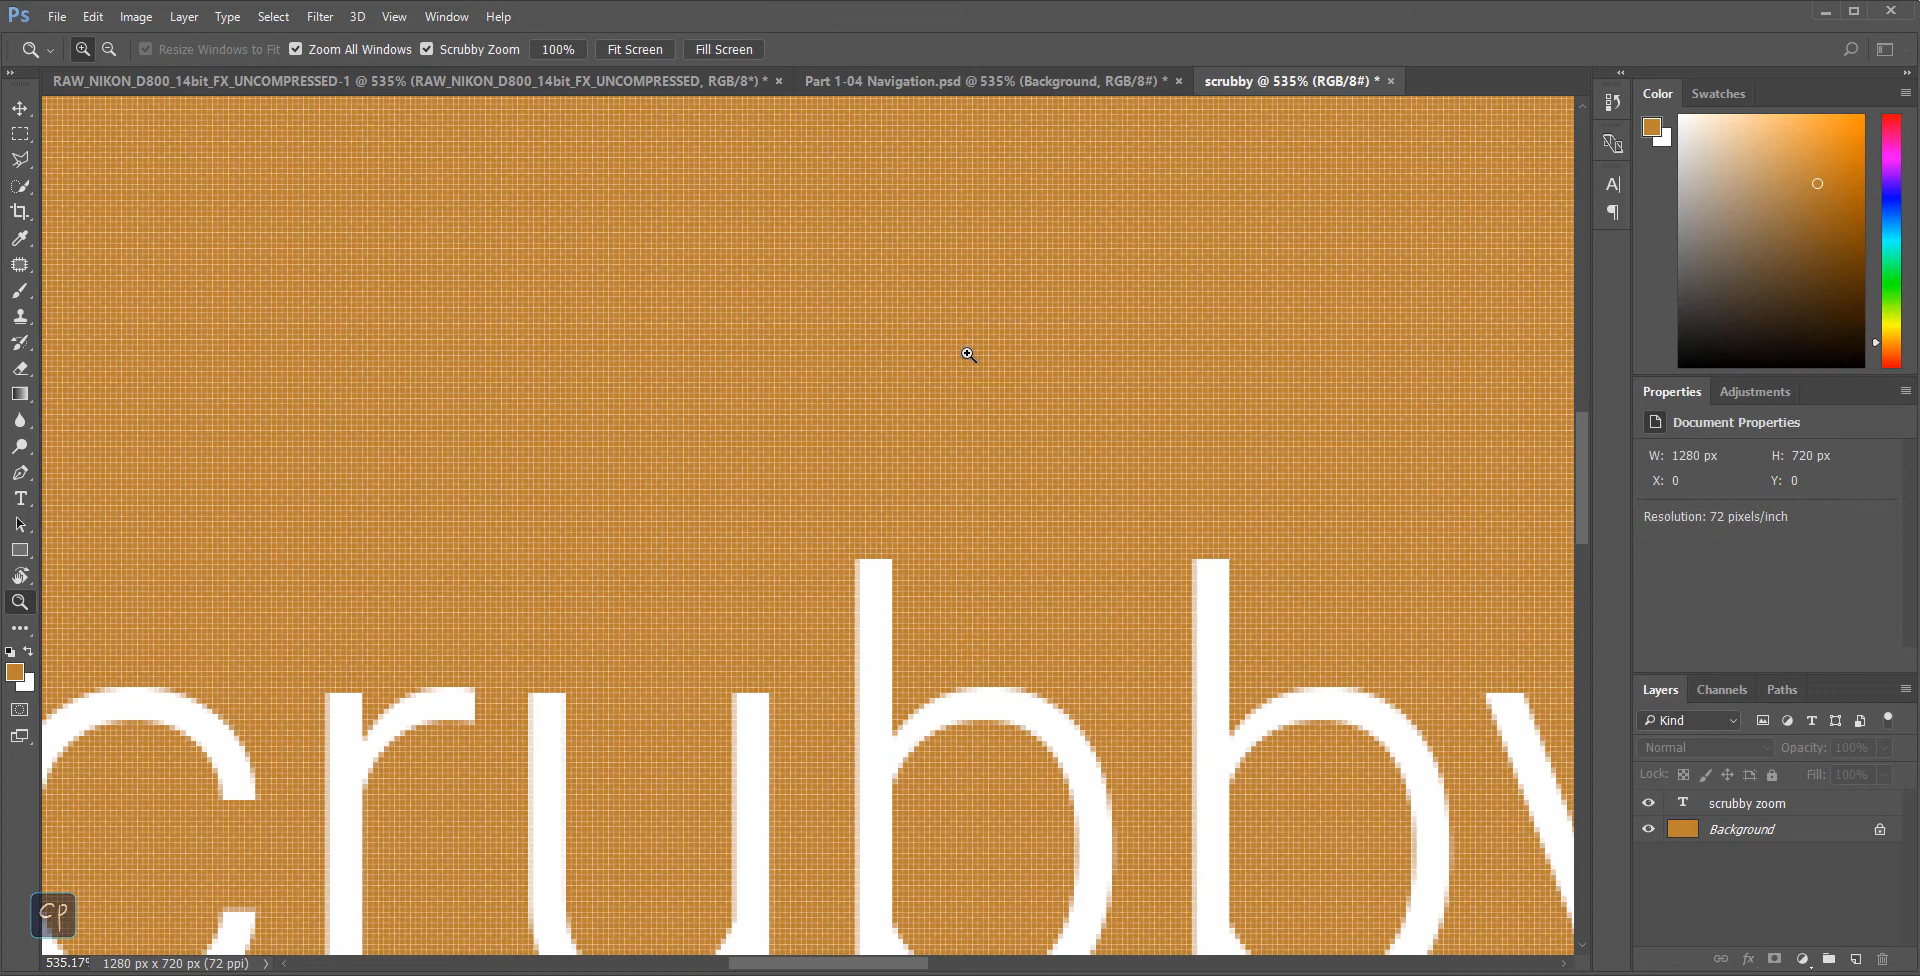 Ps File Edit Image Layer Type Select Filter 3D View Window Help
Resize Windows to Fit Zoom All Windows Scrubby Zoom 100% Fit Screen Fill Screen
RAW_NIKON_D800_14bit_FX_UNCOMPRESSED-1 @ 535% (RAW_NIKON_D800_14bit_FX_UNCOMPRESSED, RGB/8*) * × Part 1-04 Navigation.psd @ 535% (Background, RGB/8#) * × scrubby @ 535% (RGB/8#) * ×
Color Swatches
Properties Adjustments
Document Properties
W: 1280 px H: 720 px
X: 0 Y: 0
Resolution: 72 pixels/inch
crubb
Layers Channels Paths
Kind
Normal Opacity: 100%
Lock: Fill: 100%
scrubby zoom
Background
cp
535.17% 1280 px x 720 px (72 ppi)